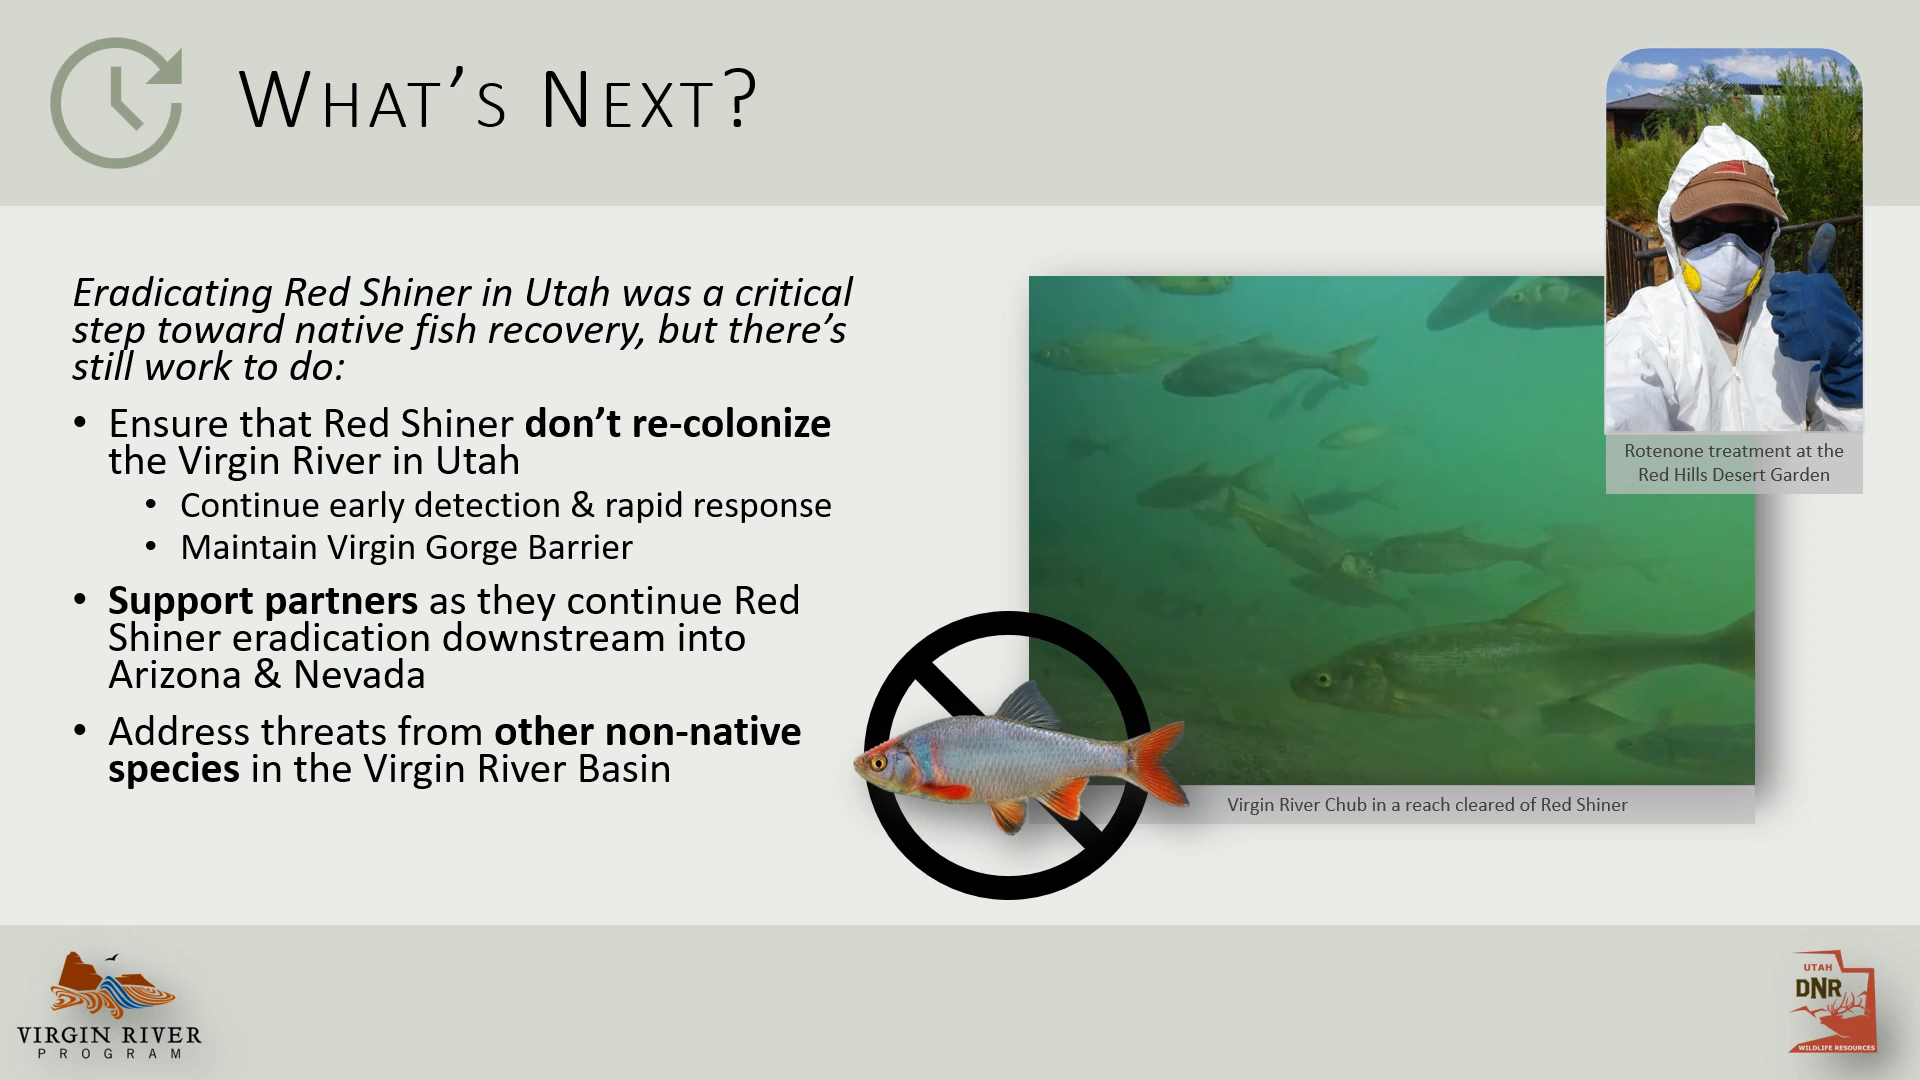 What's Next?
Eradicating Red Shiner in Utah was a critical
step toward native fish recovery, but there's
still work to do:
• Ensure that Red Shiner don't re-colonize
the Virgin River in Utah
• Continue early detection & rapid response
• Maintain Virgin Gorge Barrier
• Support partners as they continue Red
Shiner eradication downstream into
Arizona & Nevada
• Address threats from other non-native
species in the Virgin River Basin
Rotenone treatment at the
Red Hills Desert Garden
Virgin River Chub in a reach cleared of Red Shiner
VIRGIN RIVER
PROGRAM
UTAH
DNR
WILDLIFE RESOURCES